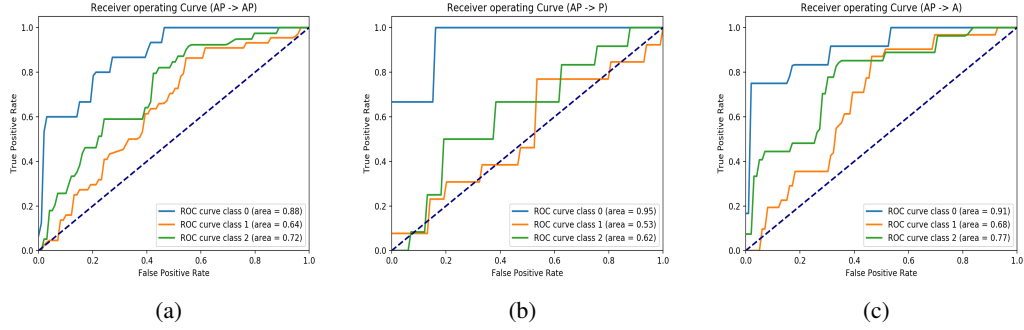 Receiver operating Curve (AP -> AP)
True Positive Rate
1.0
0.8
0.6
0.4
0.2
0.0
ROC curve class 0 (area = 0.88)
ROC curve class 1 (area = 0.64)
ROC curve class 2 (area = 0.72)
0.0 0.2 0.4 0.6 0.8 1.0
False Positive Rate
(a)
Receiver operating Curve (AP -> P)
True Positive Rate
1.0
0.8
0.6
0.4
0.2
0.0
ROC curve class 0 (area = 0.95)
ROC curve class 1 (area = 0.53)
ROC curve class 2 (area = 0.62)
0.0 0.2 0.4 0.6 0.8 1.0
False Positive Rate
(b)
Receiver operating Curve (AP -> A)
True Positive Rate
1.0
0.8
0.6
0.4
0.2
0.0
ROC curve class 0 (area = 0.91)
ROC curve class 1 (area = 0.68)
ROC curve class 2 (area = 0.77)
0.0 0.2 0.4 0.6 0.8 1.0
False Positive Rate
(c)